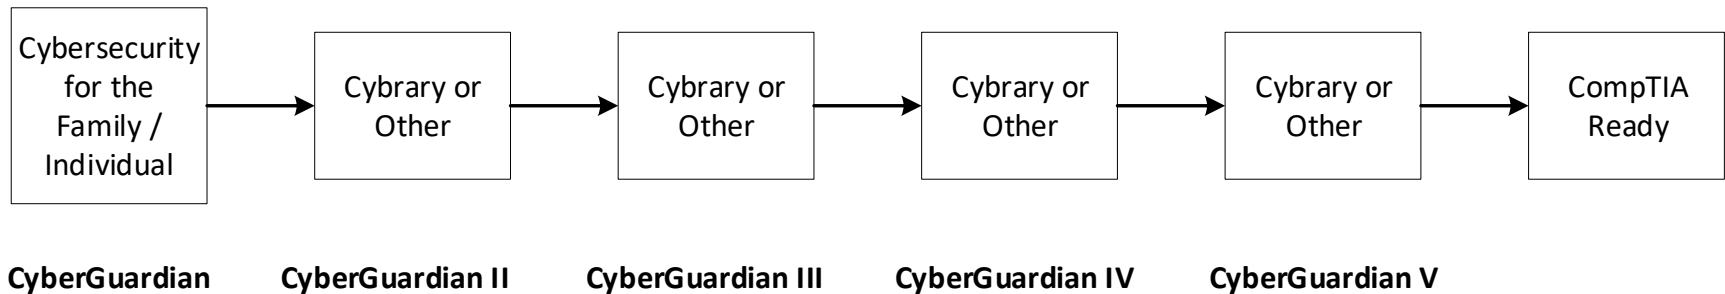 Cybersecurity
for the
Family /
Individual
Cybrary or
Other
Cybrary or
Other
Cybrary or
Other
Cybrary or
Other
CompTIA
Ready
CyberGuardian
CyberGuardian II
CyberGuardian III
CyberGuardian IV
CyberGuardian V